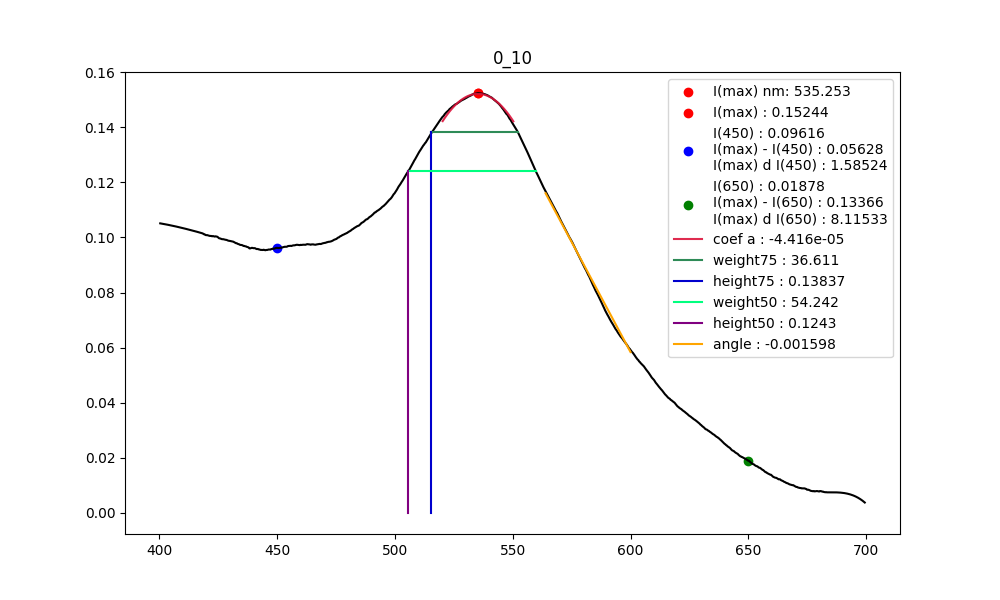 0_10
0.16
0.14
0.12
0.10
0.08
0.06
0.04
0.02
0.00
400
450
500
550
600
650
700
I(max) nm: 535.253
I(max) : 0.15244
I(450) : 0.09616
I(max) - I(450) : 0.05628
I(max) d I(450) : 1.58524
I(650) : 0.01878
I(max) - I(650) : 0.13366
I(max) d I(650) : 8.11533
coef a : -4.416e-05
weight75 : 36.611
height75 : 0.13837
weight50 : 54.242
height50 : 0.1243
angle : -0.001598